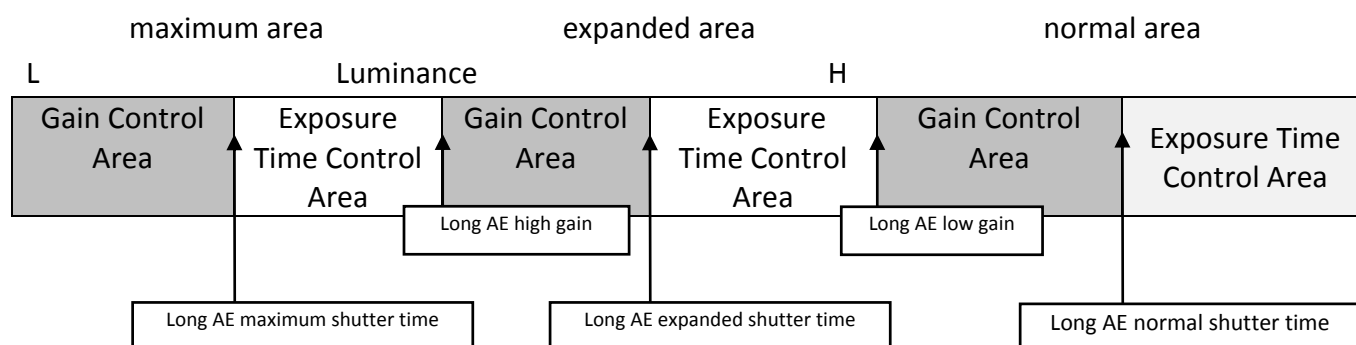 maximum area expanded area normal area
L Luminance H
Gain Control Area
Exposure Time Control Area
Gain Control Area
Exposure Time Control Area
Gain Control Area
Exposure Time Control Area
Long AE high gain
Long AE low gain
Long AE maximum shutter time
Long AE expanded shutter time
Long AE normal shutter time